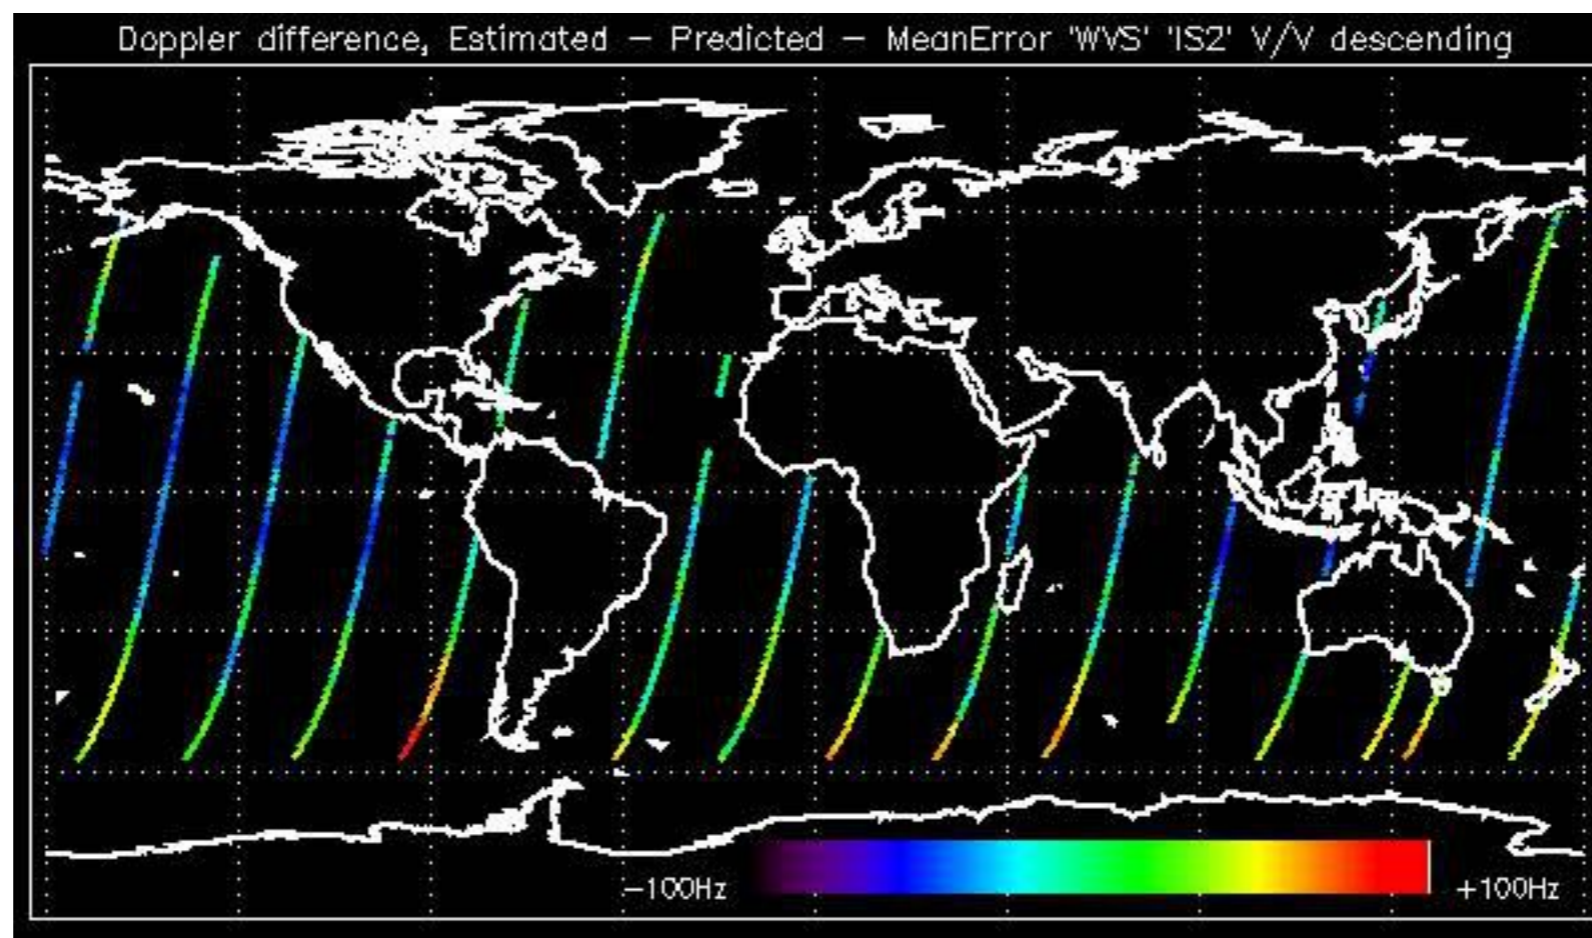 Doppler difference, Estimated – Predicted – MeanError 'WVS' 'IS2' V/V descending
−100Hz
+100Hz